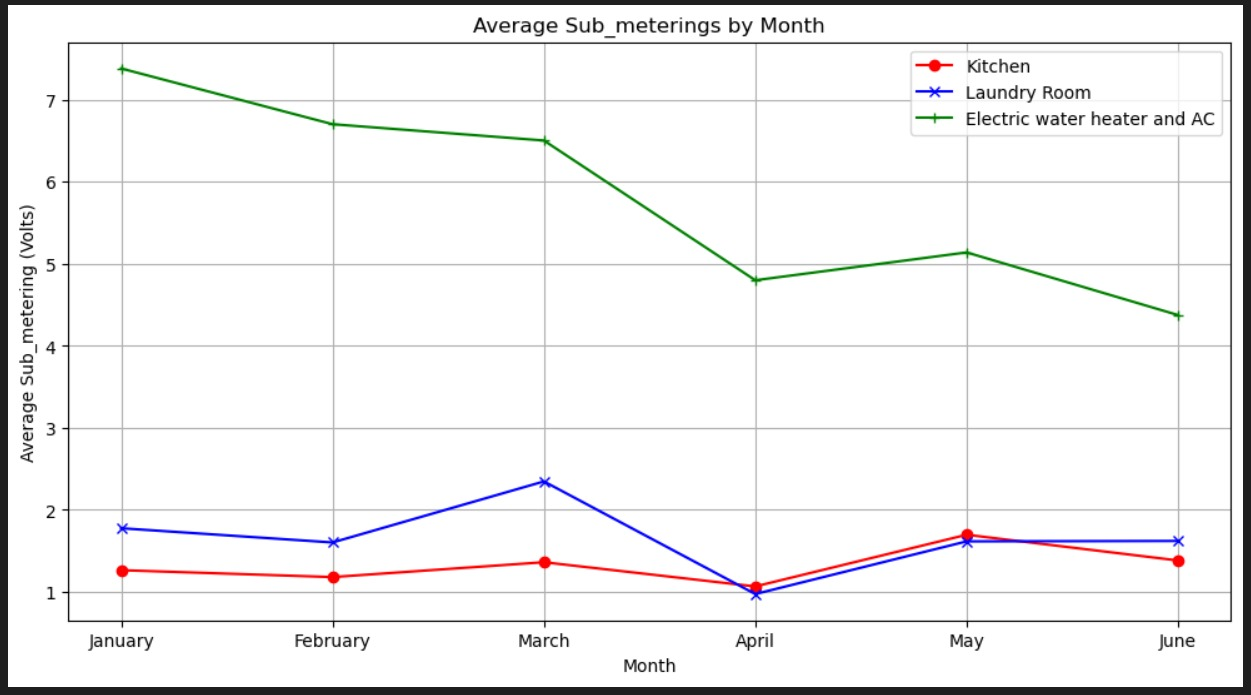 Average Sub_meterings by Month
Kitchen
Laundry Room
Electric water heater and AC
Average Sub_metering (Volts)
7
6
5
4
3
2
1
January February March April May June
Month